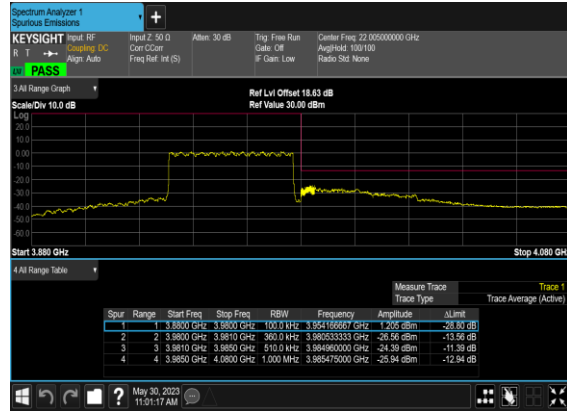 Spectrum Analyzer 1
Spurious Emissions
KEYSIGHT
R T
Input: RF
Coupling: DC
Align: Auto
Input Z: 50 Ω
Corr CCorr
Freq Ref: Int (S)
Atten: 30 dB
Trig: Free Run
Gate: Off
IF Gain: Low
Center Freq: 22.005000000 GHz
Avg|Hold: 100/100
Radio Std: None
PASS
3 All Range Graph
Ref Lvl Offset 18.63 dB
Scale/Div 10.0 dB
Ref Value 30.00 dBm
Log
20.0
10.0
0.00
-10.0
-20.0
-30.0
-40.0
-50.0
-60.0
Start 3.880 GHz
Stop 4.080 GH
4 All Range Table
Measure Trace Trace 1
Trace Type Trace Average (Active)
Spur Range Start Freq Stop Freq RBW Frequency Amplitude ΔLimit
1 1 3.8800 GHz 3.9800 GHz 100.0 kHz 3.954166667 GHz 1.205 dBm -28.80 dB
2 2 3.9800 GHz 3.9810 GHz 360.0 kHz 3.980533333 GHz -26.56 dBm -13.56 dB
3 3 3.9810 GHz 3.9850 GHz 510.0 kHz 3.984960000 GHz -24.39 dBm -11.39 dB
4 4 3.9850 GHz 4.0800 GHz 1.000 MHz 3.985475000 GHz -25.94 dBm -12.94 dB
?
May 30, 2023
11:01:17 AM